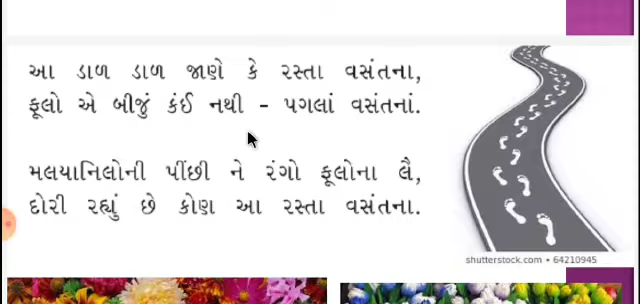 આ ડાળ ડાળ જાણે કે રસ્તા વસંતના,
ફૂલો એ બીજું કંઈ નથી – પગલાં વસંતનાં.
મલયાનિલોની પીંછી ને રંગો ફૂલોના લૈ,
દોરી રહ્યું છે કોણ આ રસ્તા વસંતના.
shutterstock.com • 64210945